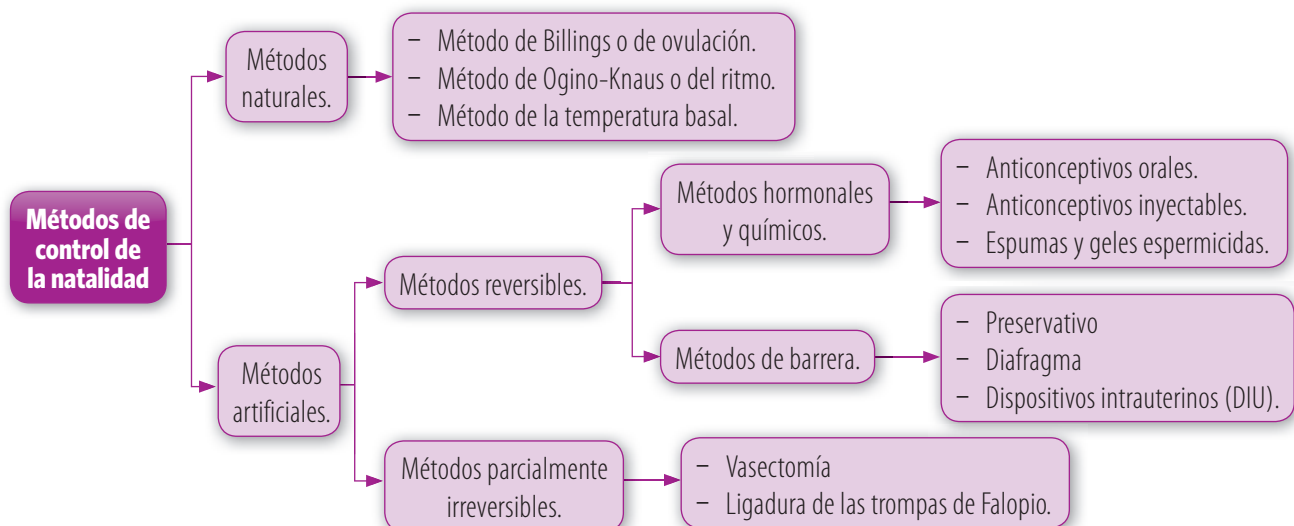 Métodos de
control de
la natalidad
Métodos
naturales.
– Método de Billings o de ovulación.
– Método de Ogino-Knaus o del ritmo.
– Método de la temperatura basal.
Métodos
artificiales.
Métodos reversibles.
Métodos hormonales
y químicos.
– Anticonceptivos orales.
– Anticonceptivos inyectables.
– Espumas y geles espermicidas.
Métodos de barrera.
– Preservativo
– Diafragma
– Dispositivos intrauterinos (DIU).
Métodos parcialmente
irreversibles.
– Vasectomía
– Ligadura de las trompas de Falopio.